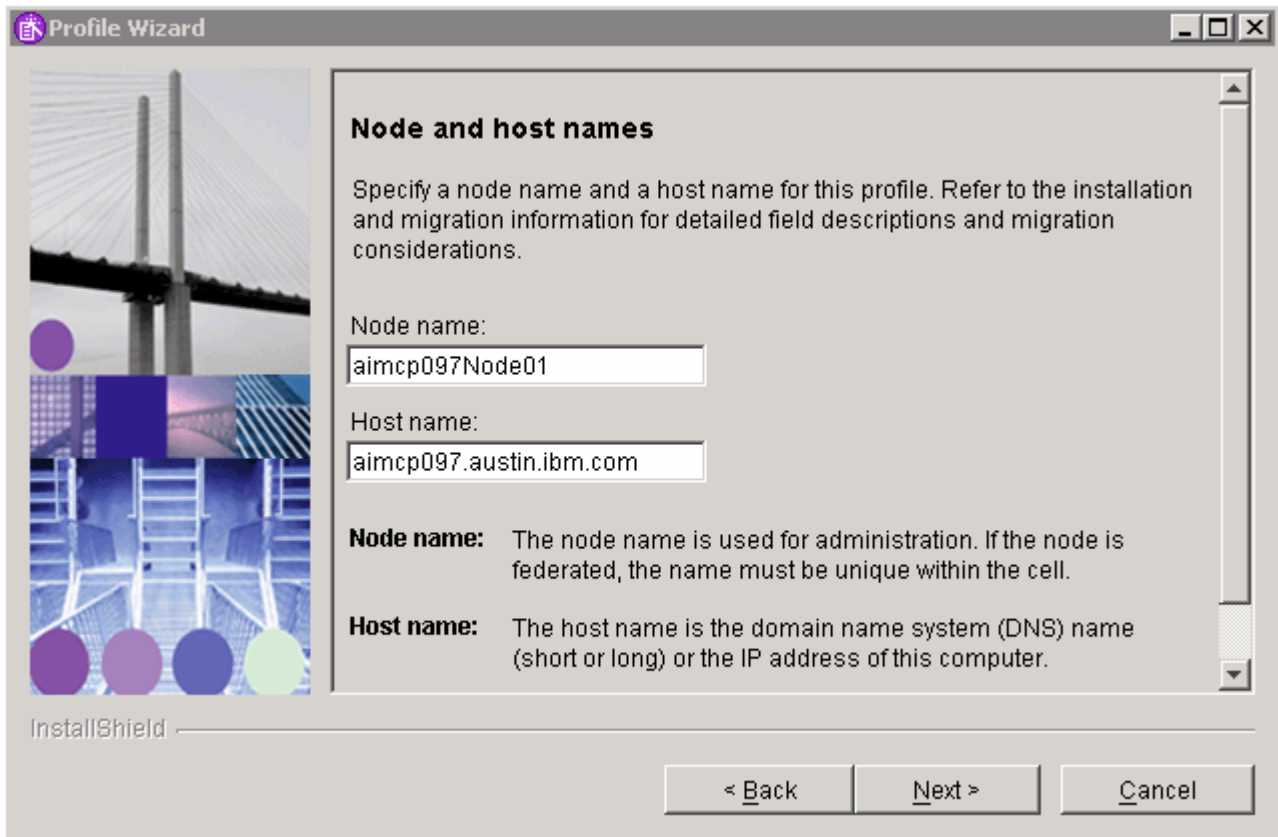 Profile Wizard
Node and host names
Specify a node name and a host name for this profile. Refer to the installation
and migration information for detailed field descriptions and migration
considerations.
Node name:
aimcp097Node01
Host name:
aimcp097.austin.ibm.com
Node name: The node name is used for administration. If the node is
federated, the name must be unique within the cell.
Host name: The host name is the domain name system (DNS) name
(short or long) or the IP address of this computer.
InstallShield
< Back Next > Cancel